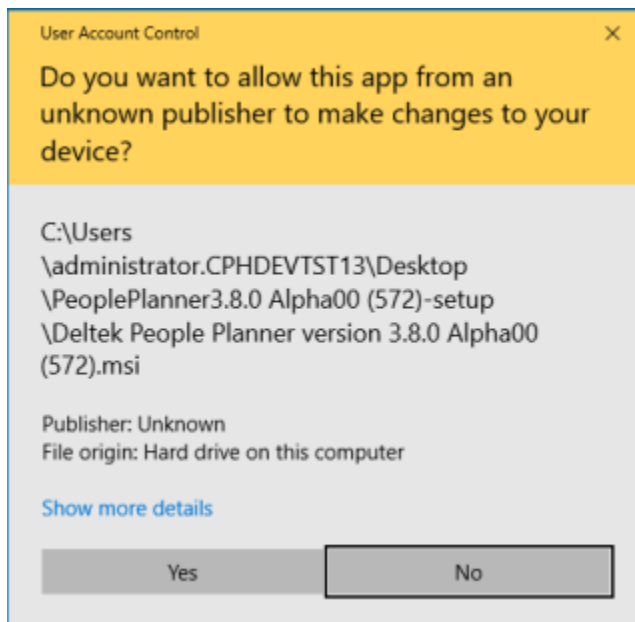 User Account Control
Do you want to allow this app from an
unknown publisher to make changes to your
device?
C:\Users
\administrator.CPHDEVTST13\Desktop
\PeoplePlanner3.8.0 Alpha00 (572)-setup
\Deltek People Planner version 3.8.0 Alpha00
(572).msi
Publisher: Unknown
File origin: Hard drive on this computer
Show more details
Yes
No